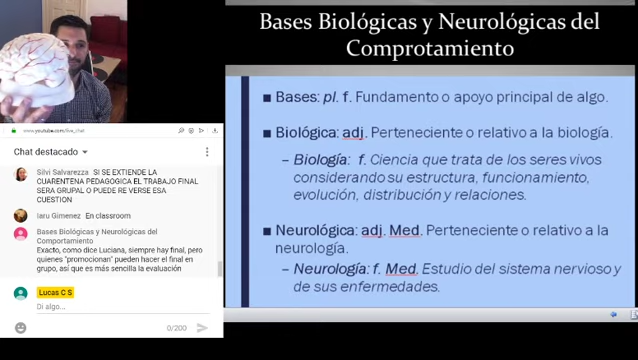 Bases Biológicas y Neurológicas del
Comprotamiento
■ Bases: pl. f. Fundamento o apoyo principal de algo.
■ Biológica: adj. Perteneciente o relativo a la biología.
– Biología: f. Ciencia que trata de los seres vivos
considerando su estructura, funcionamiento,
evolución, distribución y relaciones.
■ Neurológica: adj. Med. Perteneciente o relativo a la
neurología.
– Neurología: f. Med. Estudio del sistema nervioso y
de sus enfermedades.
www.youtube.com/live_chat
Chat destacado
Silvi Salvarezza SI SE EXTIENDE LA
CUARENTENA PEDAGOGICA EL TRABAJO FINAL
SERA GRUPAL O PUEDE RE VERSE ESA
CUESTION
Iaru Gimenez En classroom
Bases Biológicas y Neurológicas del
Comportamiento
Exacto, como dice Luciana, siempre hay final, pero
quienes "promocionan" pueden hacer el final en
grupo, asi que es más sencilla la evaluación
Lucas C S
Di algo...
0/200